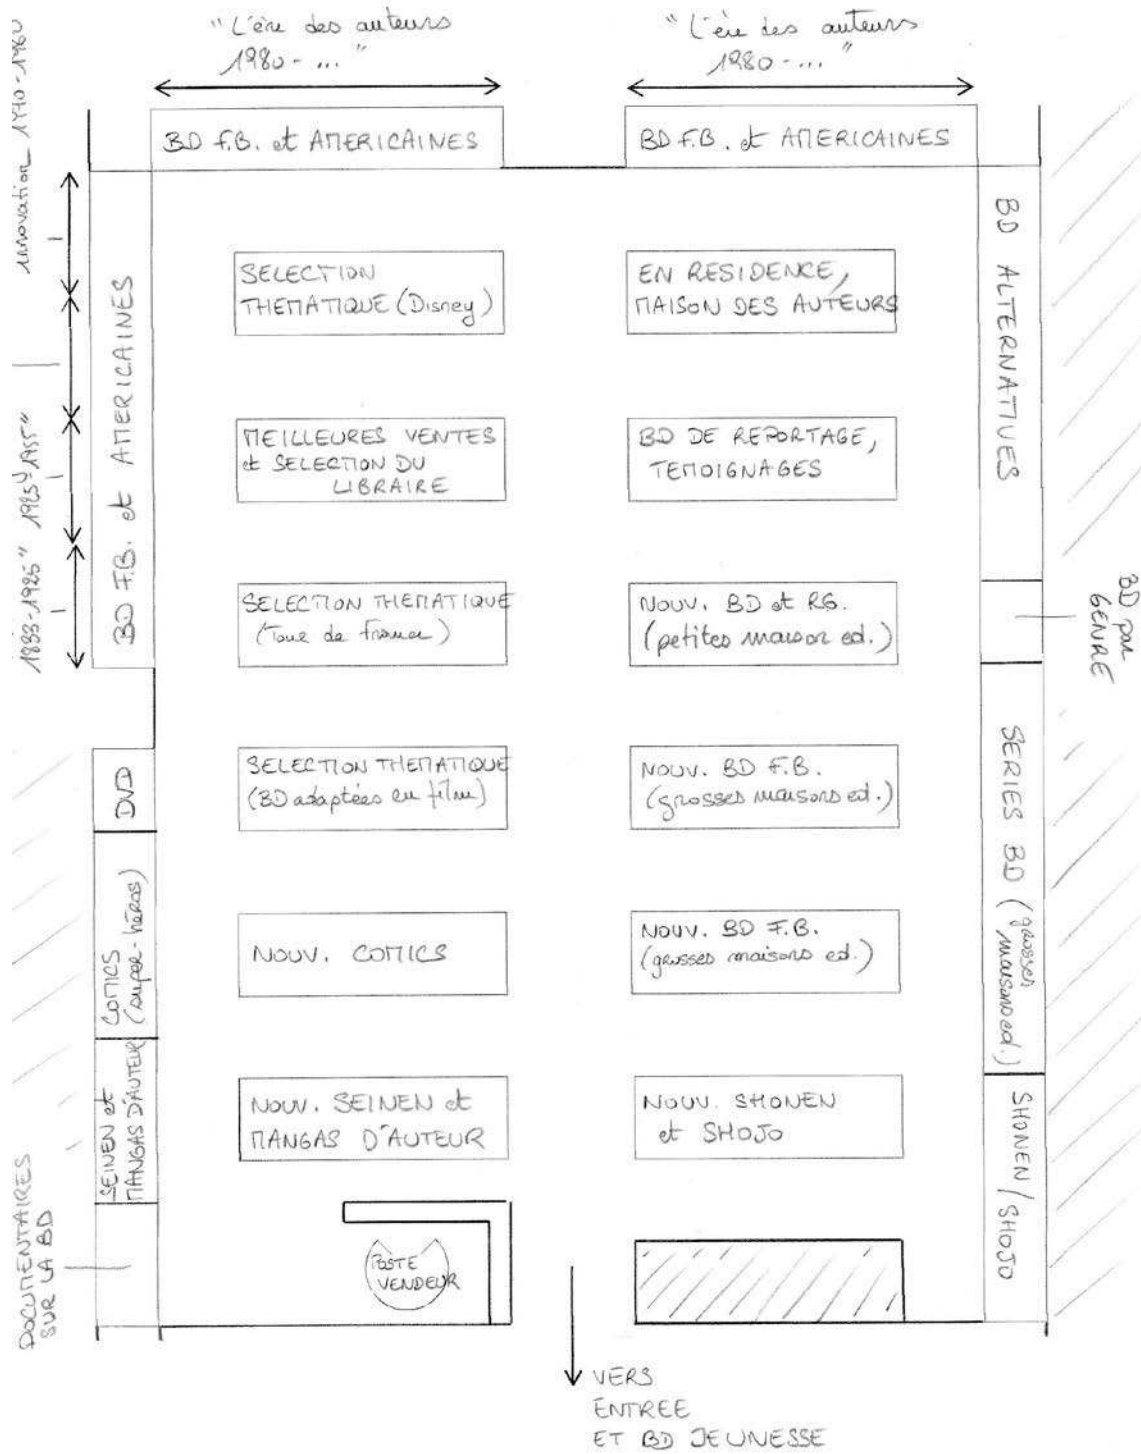 "L'ère des auteurs
1980-..."
"L'ère des auteurs
1980-..."
BD F.B. et AMERICAINES
BD F.B. et AMERICAINES
innovation
BD F.B. et AMERICAINES
1925
1955"
1883-1925"
SELECTION
THEMATIQUE (Disney)
EN RESIDENCE,
MAISON DES AUTEURS
BD ALTERNATIVES
MEILLEURES VENTES
et SELECTION DU
LIBRAIRE
BD DE REPORTAGE,
TEMOIGNAGES
SELECTION THEMATIQUE
(Tour de France)
NOUV. BD et RG.
(petites maison ed.)
BD par
GENRE
DVD
SELECTION THEMATIQUE
(BD adaptées en film)
NOUV. BD F.B.
(grosses maisons ed.)
SERIES BD (grosses
maisons ed.)
COMICS
(super-héros)
NOUV. COMICS
NOUV. BD F.B.
(grosses maisons ed.)
SEINEN et
MANGAS D'AUTEUR
NOUV. SEINEN et
MANGAS D'AUTEUR
NOUV. SHONEN
et SHOJO
SHONEN/SHOJO
DOCUMENTAIRES
SUR LA BD
POSTE
VENDEUR
VERS
ENTREE
ET BD JEUNESSE